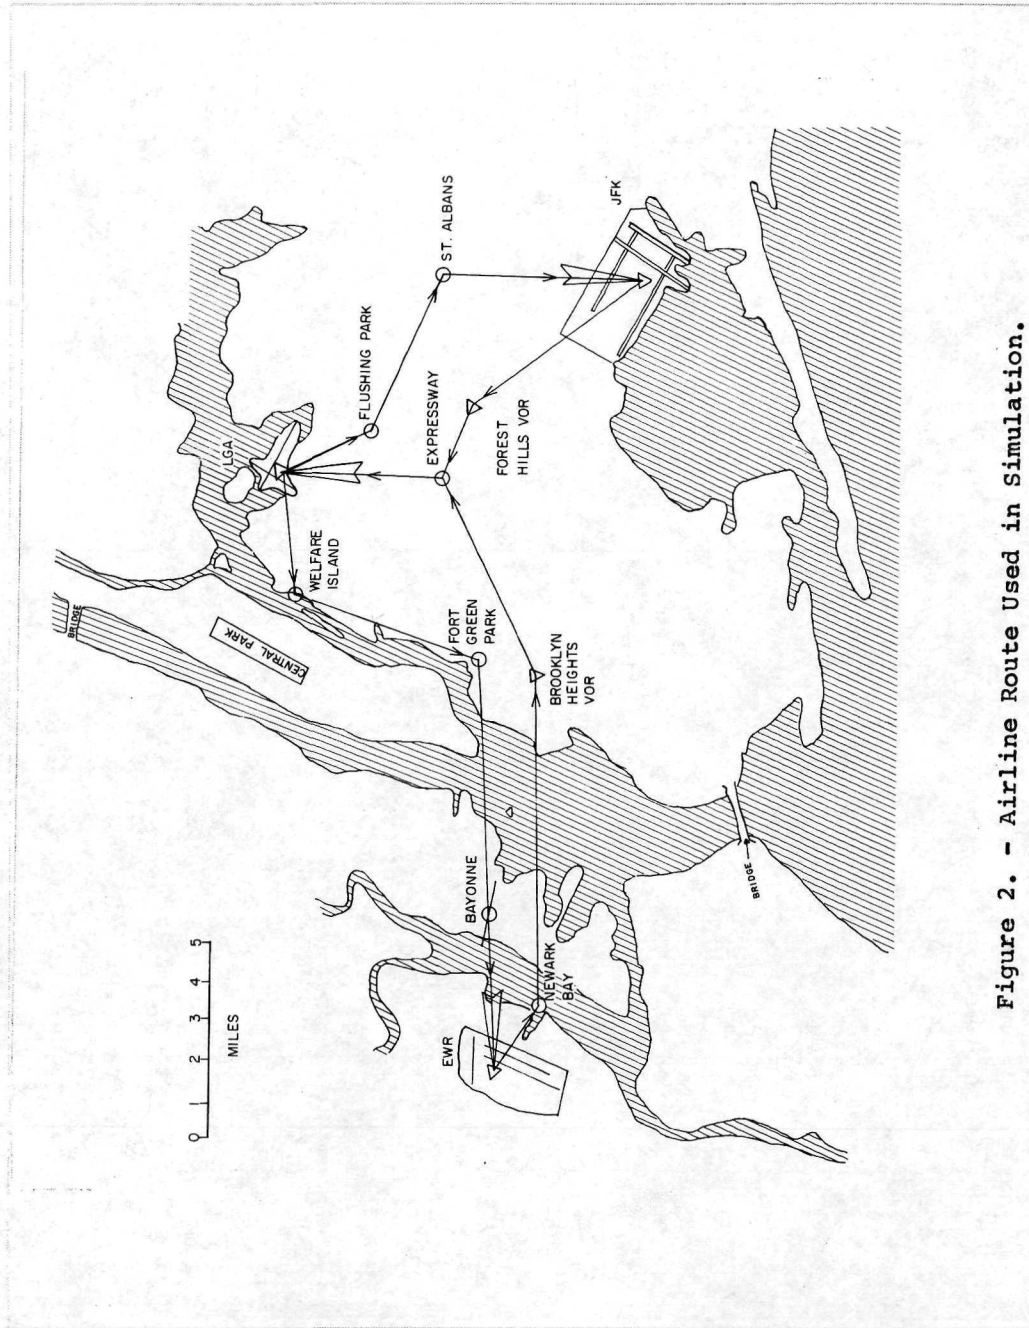 BRIDGE
CENTRAL PARK
LGA
WELFARE
ISLAND
FLUSHING PARK
ST. ALBANS
EXPRESSWAY
FOREST
HILLS VOR
JFK
FORT
GREEN
PARK
BROOKLYN
HEIGHTS
VOR
BAYONNE
NEWARK
BAY
EWR
BRIDGE
0 1 2 3 4 5
MILES
Figure 2. - Airline Route Used in Simulation.